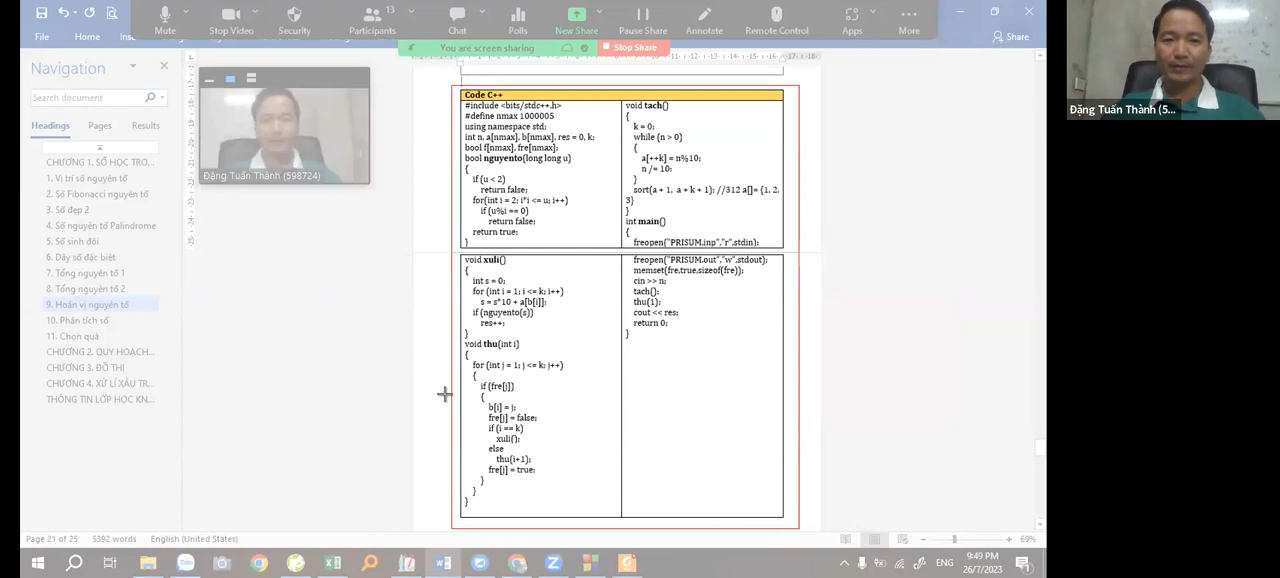 Mute
Stop Video
Security
Participants
13
Chat
Polls
New Share
Pause Share
Annotate
Remote Control
Apps
More
You are screen sharing
Stop Share
File
Home
Share
Navigation
Search document
Headings
Pages
Results
CHƯƠNG 1. SỐ HỌC TRO...
1. Vị trí số nguyên tố
2. Số Fibonacci nguyên tố
3. Số đẹp 2
4. Số nguyên tố Palindrome
5. Số sinh đôi
6. Dãy số đặc biệt
7. Tổng nguyên tố 1
8. Tổng nguyên tố 2
9. Hoán vị nguyên tố
10. Phân tích số
11. Chọn quà
CHƯƠNG 2. QUY HOẠCH...
CHƯƠNG 3. ĐỒ THỊ
CHƯƠNG 4. XỬ LÍ XÂU TR...
THÔNG TIN LỚP HỌC KN...
Đặng Tuấn Thành (598724)
Code C++
#include <bits/stdc++.h>
#define nmax 1000005
using namespace std;
int n, a[nmax], b[nmax], res = 0, k;
bool f[nmax], fre[nmax];
bool nguyento(long long u)
{
if (u < 2)
return false;
for(int i = 2; i*i <= u; i++)
if (u%i == 0)
return false;
return true;
}
void tach()
{
k = 0;
while (n > 0)
{
a[++k] = n%10;
n /= 10;
}
sort(a + 1, a + k + 1); //312 a[]= {1, 2,
3}
}
int main()
{
freopen("PRISUM.inp","r",stdin);
void xuli()
{
int s = 0;
for (int i = 1; i <= k; i++)
s = s*10 + a[b[i]];
if (nguyento(s))
res++;
}
void thu(int i)
{
for (int j = 1; j <= k; j++)
{
if (fre[j])
{
b[i] = j;
fre[j] = false;
if (i == k)
xuli();
else
thu(i+1);
fre[j] = true;
}
}
}
freopen("PRISUM.out","w",stdout);
memset(fre,true,sizeof(fre));
cin >> n;
tach();
thu(1);
cout << res;
return 0;
}
Page 21 of 25
5392 words
English (United States)
69%
ENG
9:49 PM
26/7/2023
Đặng Tuấn Thành (5...